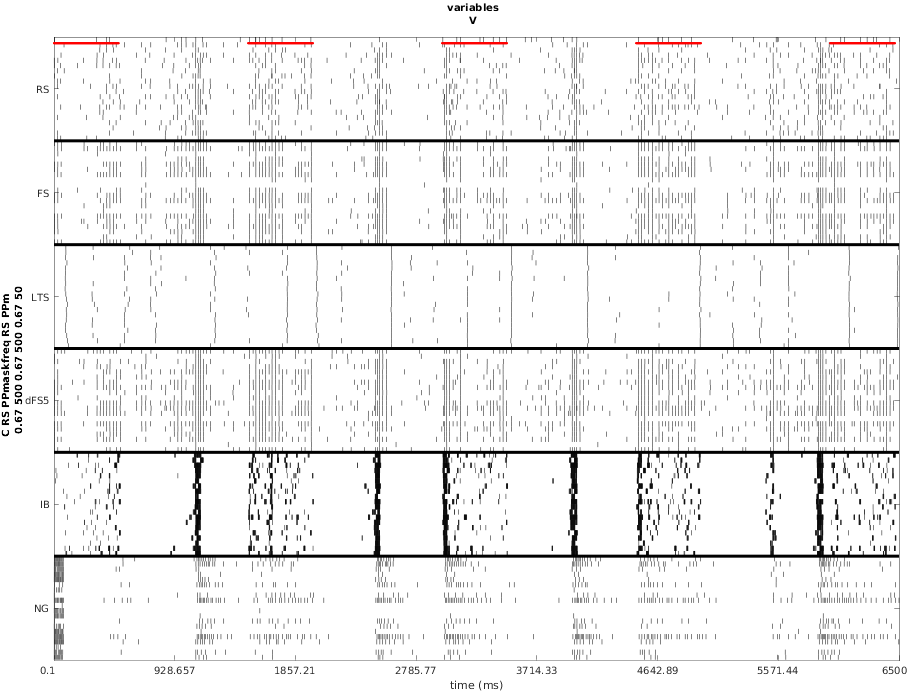 variables
V
RS
FS
LTS
dFS5
IB
NG
C RS PPmaskfreq RS PPm
0.67 500 0.67 500 0.67 50
0.1 928.657 1857.21 2785.77 3714.33 4642.89 5571.44 6500
time (ms)